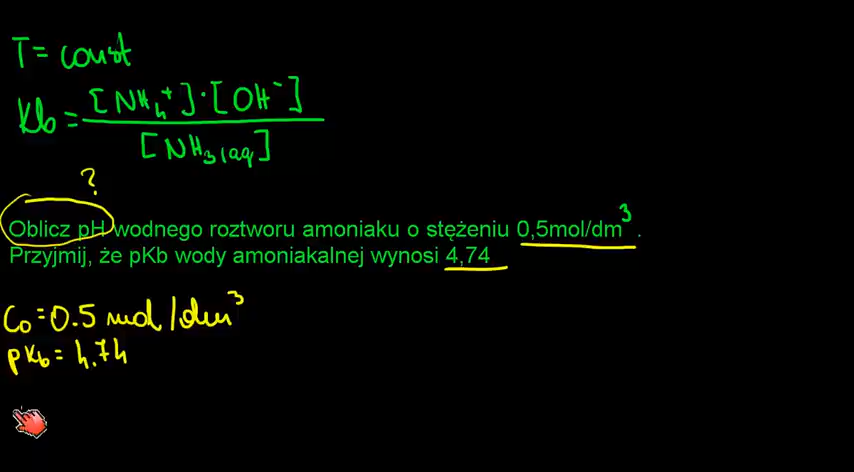 T = const
Kb = [NH₄⁺]·[OH⁻] / [NH₃(aq]
?
Oblicz pH wodnego roztworu amoniaku o stężeniu 0,5mol/dm³.
Przyjmij, że pKb wody amoniakalnej wynosi 4,74
C₀ = 0.5 mol/dm³
pKb = 4.74